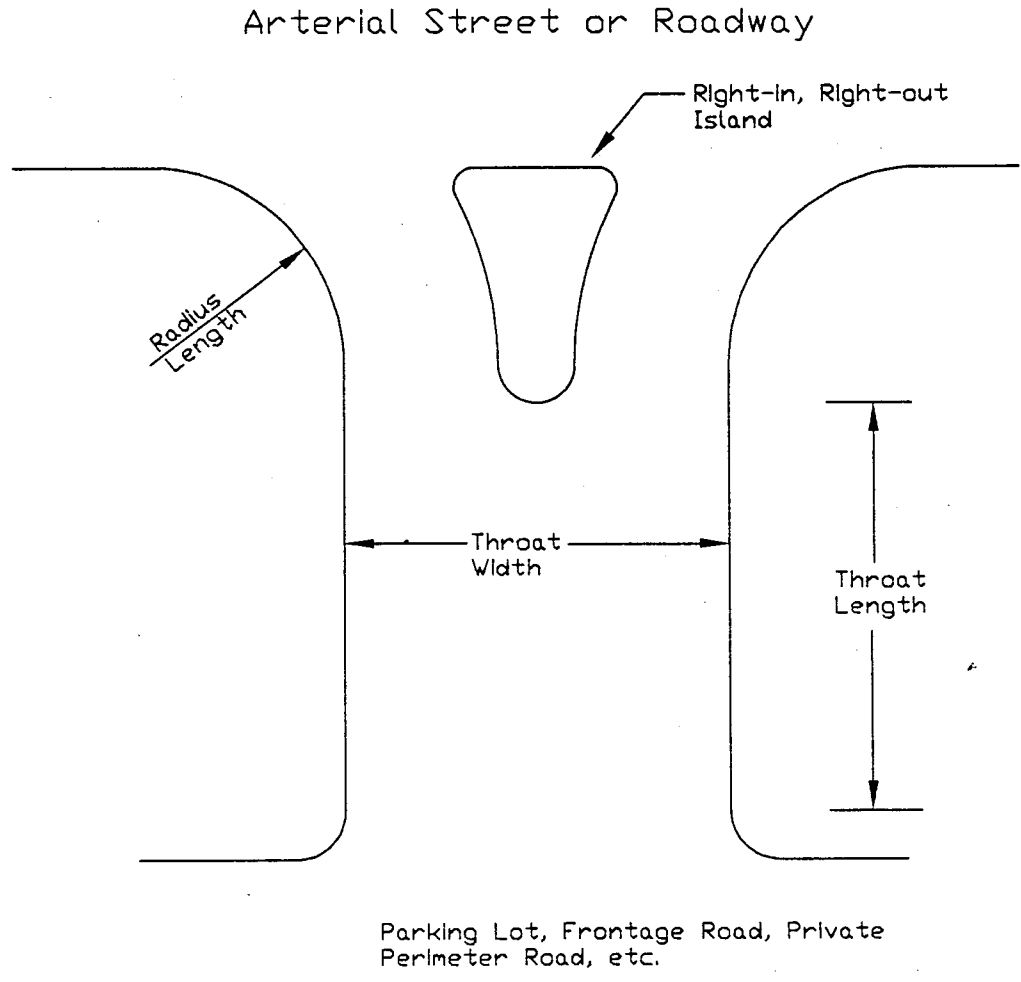 Arterial Street or Roadway
Right-in, Right-out
Island
Radius
Length
Throat
Width
Throat
Length
Parking Lot, Frontage Road, Private
Perimeter Road, etc.